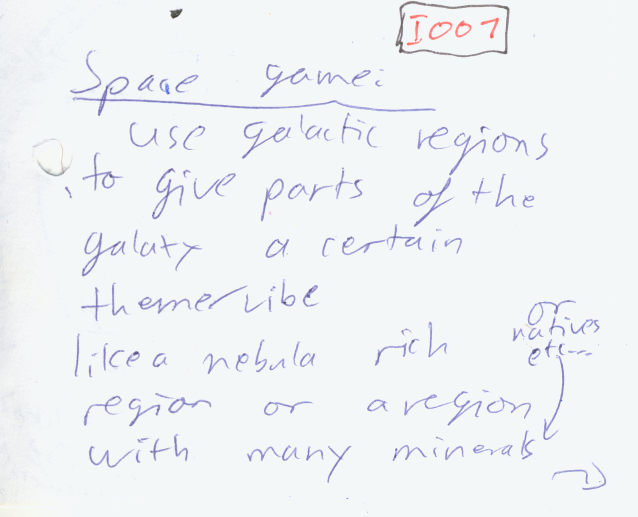 I001
Space game:
use galactic regions
to give parts of the
galaxy a certain
theme/vibe
like a nebula rich
region or a region
with many minerals
or
natives
etc...